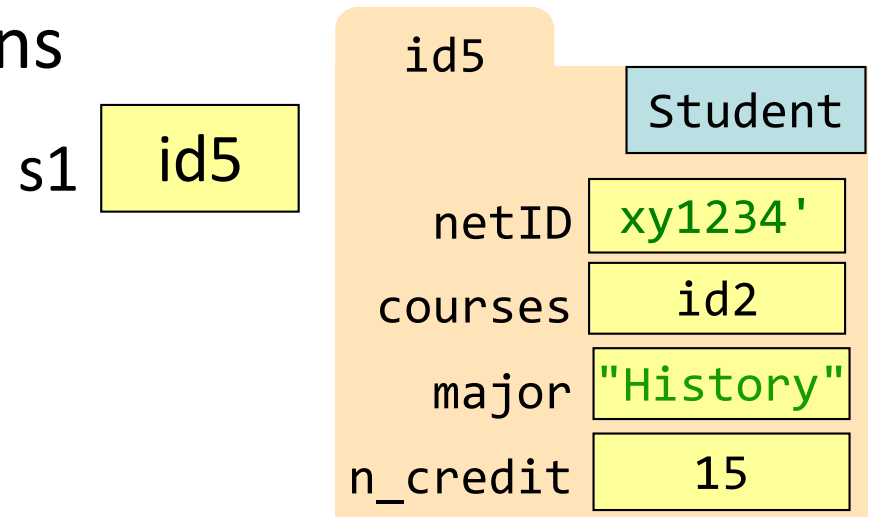 ns
id5
Student
s1 id5
netID xy1234'
courses id2
major "History"
n_credit 15